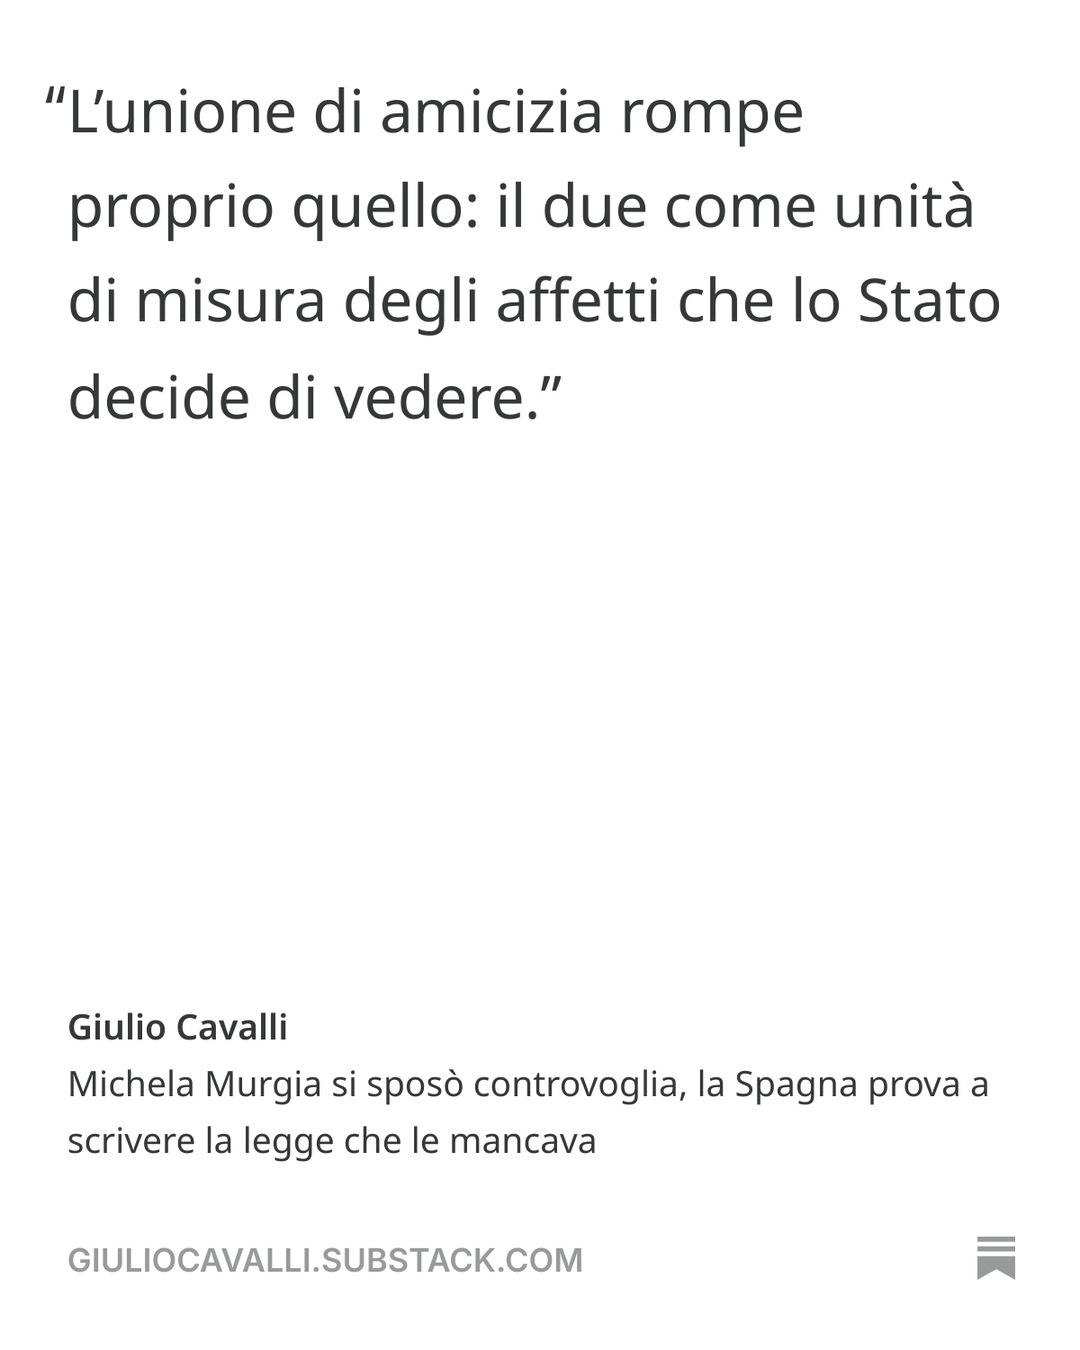 “L’unione di amicizia rompe
proprio quello: il due come unità
di misura degli affetti che lo Stato
decide di vedere.”
Giulio Cavalli
Michela Murgia si sposò controvoglia, la Spagna prova a
scrivere la legge che le mancava
GIULIOCAVALLI.SUBSTACK.COM